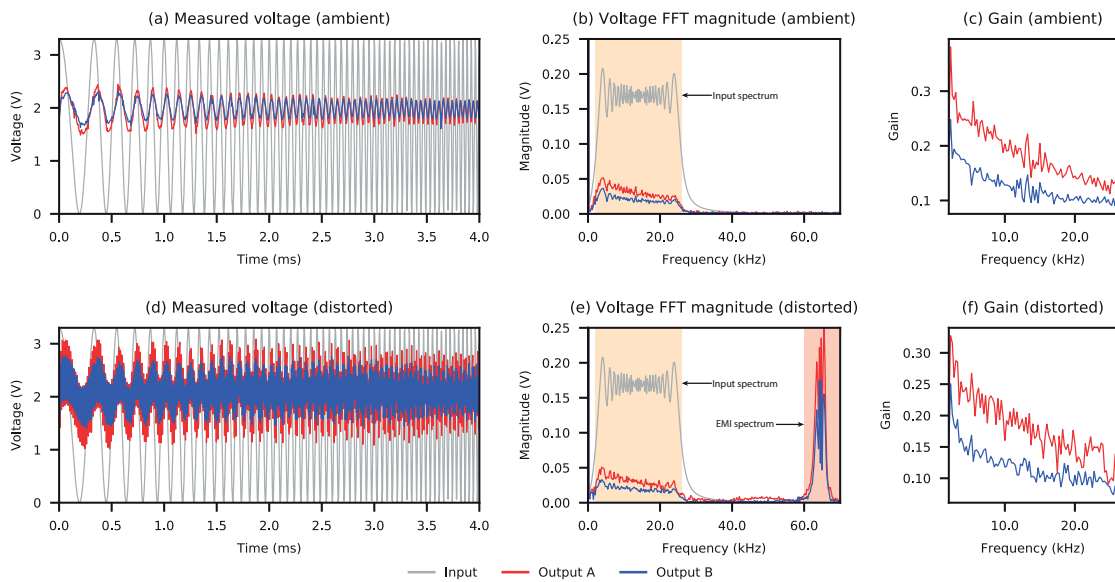 (a) Measured voltage (ambient)
Voltage (V)
3
2
1
0
0.0 0.5 1.0 1.5 2.0 2.5 3.0 3.5 4.0
Time (ms)
(b) Voltage FFT magnitude (ambient)
Magnitude (V)
0.25
0.20
0.15
0.10
0.05
0.00
Input spectrum
0.0 20.0 40.0 60.0
Frequency (kHz)
(c) Gain (ambient)
Gain
0.3
0.2
0.1
10.0 20.0
Frequency (kHz)
(d) Measured voltage (distorted)
Voltage (V)
3
2
1
0
0.0 0.5 1.0 1.5 2.0 2.5 3.0 3.5 4.0
Time (ms)
(e) Voltage FFT magnitude (distorted)
Magnitude (V)
0.25
0.20
0.15
0.10
0.05
0.00
Input spectrum
EMI spectrum
0.0 20.0 40.0 60.0
Frequency (kHz)
(f) Gain (distorted)
Gain
0.30
0.25
0.20
0.15
0.10
10.0 20.0
Frequency (kHz)
Input Output A Output B